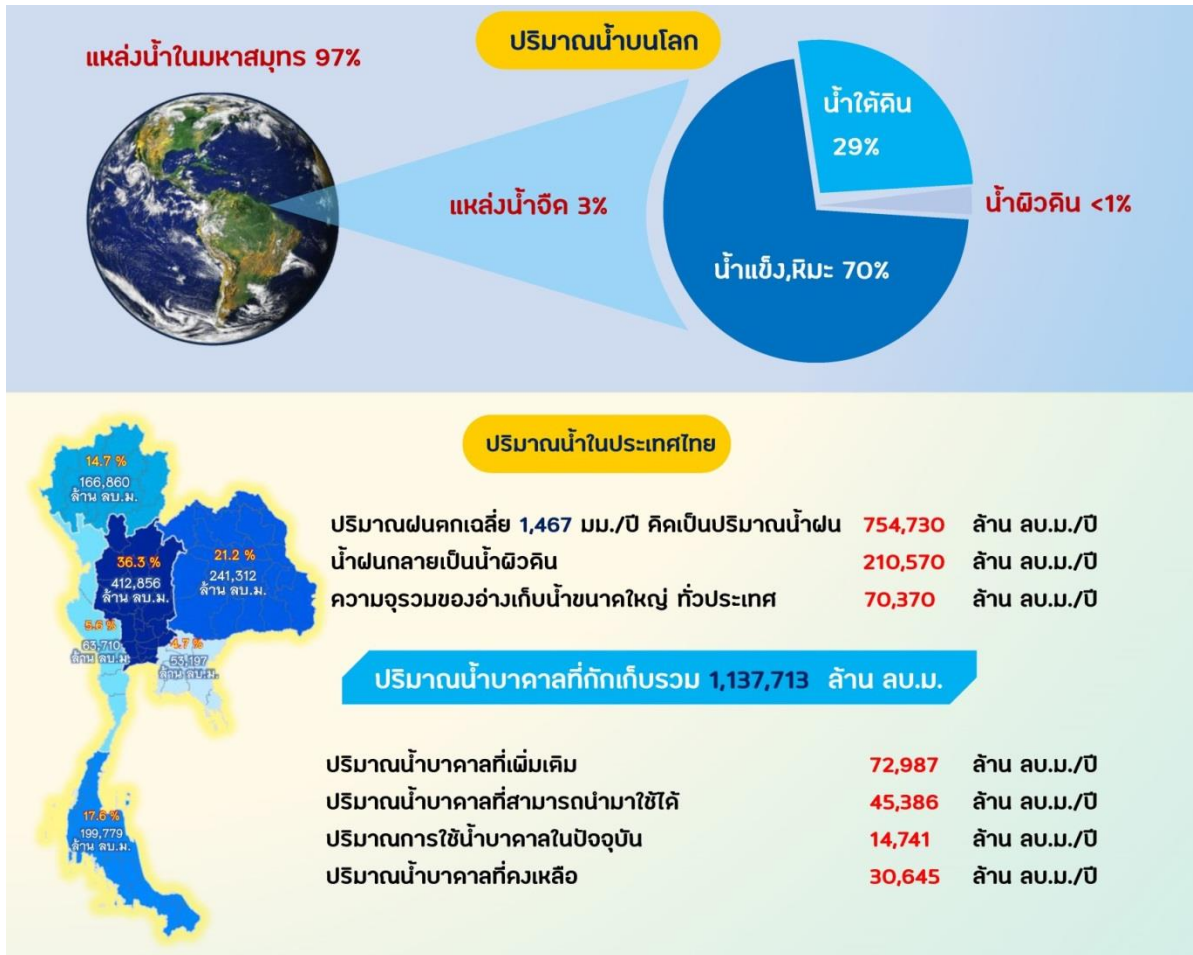 ปริมาณน้ำบนโลก
แหล่งน้ำในมหาสมุทร 97%
น้ำใต้ดิน
29%
แหล่งน้ำจืด 3%
น้ำผิวดิน <1%
น้ำแข็ง,หิมะ 70%
ปริมาณน้ำในประเทศไทย
14.7 %
166,860
ล้าน ลบ.ม.
36.3 %
412,856
ล้าน ลบ.ม.
21.2 %
241,312
ล้าน ลบ.ม.
5.6 %
63,710
ล้าน ลบ.ม.
4.7 %
53,197
ล้าน ลบ.ม.
17.6 %
199,779
ล้าน ลบ.ม.
ปริมาณฝนตกเฉลี่ย 1,467 มม./ปี คิดเป็นปริมาณน้ำฝน 754,730 ล้าน ลบ.ม./ปี
น้ำฝนกลายเป็นน้ำผิวดิน 210,570 ล้าน ลบ.ม./ปี
ความจุรวมของอ่างเก็บน้ำขนาดใหญ่ ทั่วประเทศ 70,370 ล้าน ลบ.ม./ปี
ปริมาณน้ำบาดาลที่กักเก็บรวม 1,137,713 ล้าน ลบ.ม.
ปริมาณน้ำบาดาลที่เพิ่มเติม 72,987 ล้าน ลบ.ม./ปี
ปริมาณน้ำบาดาลที่สามารถนำมาใช้ได้ 45,386 ล้าน ลบ.ม./ปี
ปริมาณการใช้น้ำบาดาลในปัจจุบัน 14,741 ล้าน ลบ.ม./ปี
ปริมาณน้ำบาดาลที่คงเหลือ 30,645 ล้าน ลบ.ม./ปี